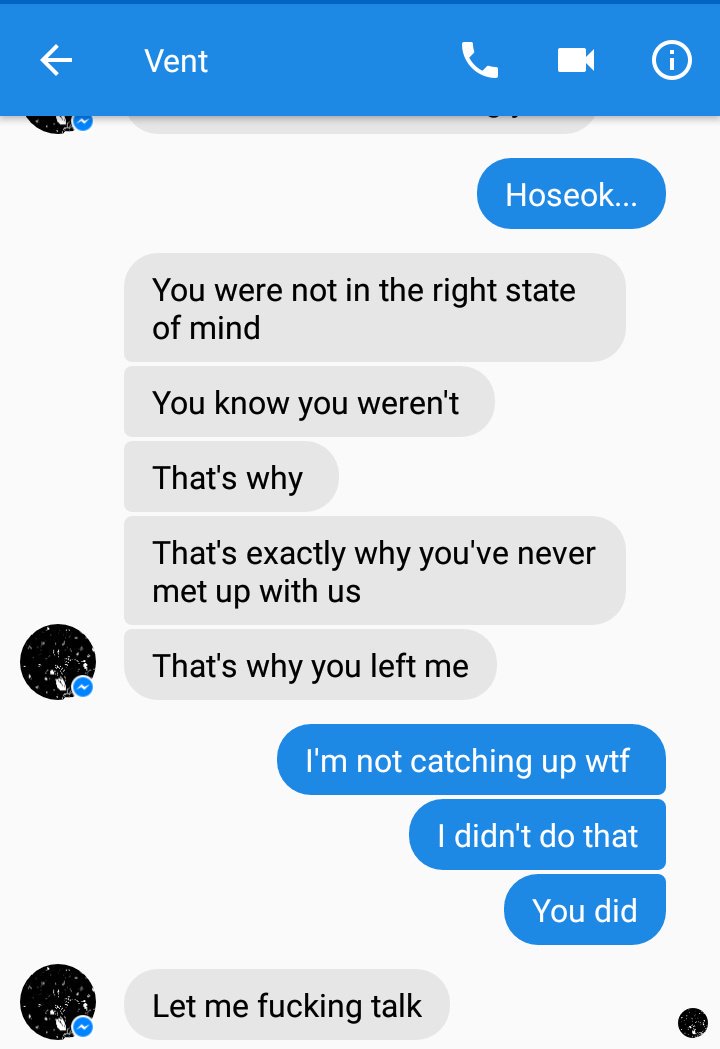 Vent
Hoseok...
You were not in the right state
of mind
You know you weren't
That's why
That's exactly why you've never
met up with us
That's why you left me
I'm not catching up wtf
I didn't do that
You did
Let me fucking talk